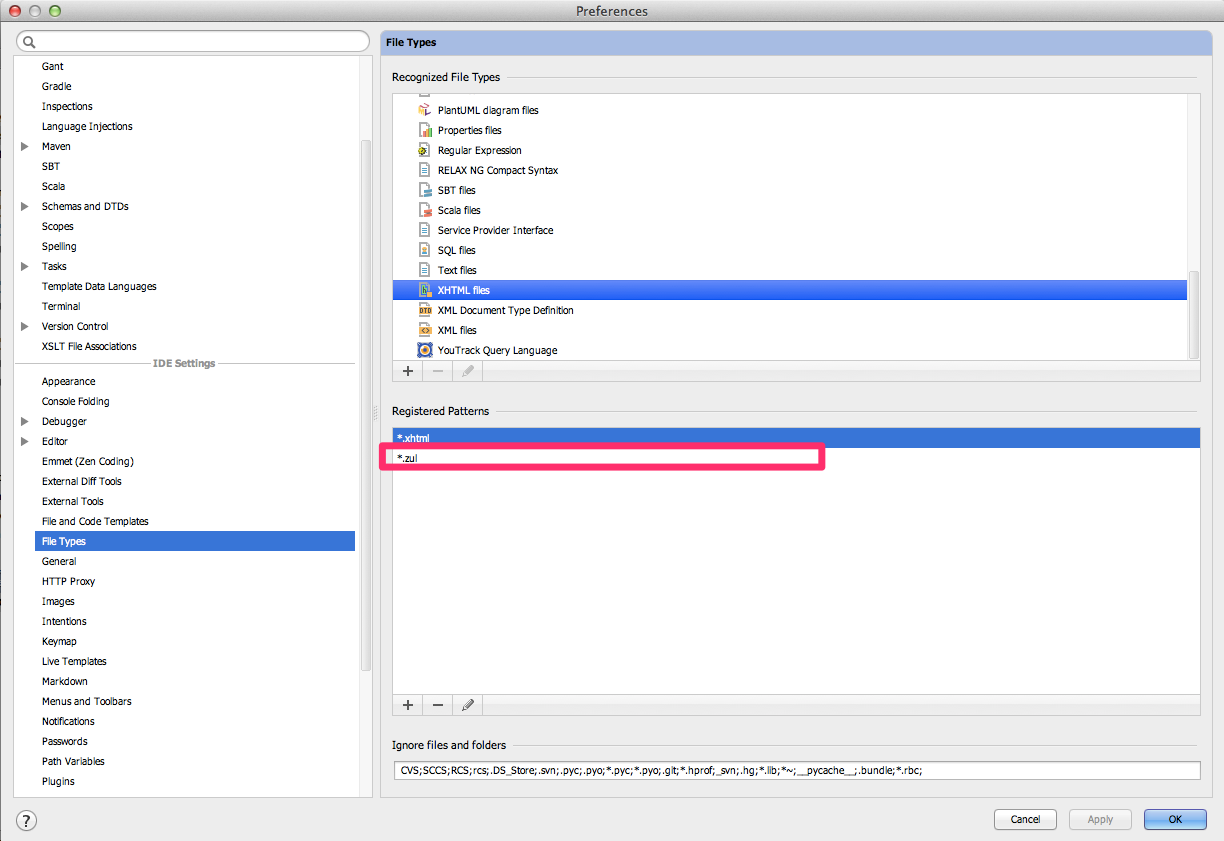 Preferences
Gant
Gradle
Inspections
Language Injections
Maven
SBT
Scala
Schemas and DTDs
Scopes
Spelling
Tasks
Template Data Languages
Terminal
Version Control
XSLT File Associations
IDE Settings
Appearance
Console Folding
Debugger
Editor
Emmet (Zen Coding)
External Diff Tools
External Tools
File and Code Templates
File Types
General
HTTP Proxy
Images
Intentions
Keymap
Live Templates
Markdown
Menus and Toolbars
Notifications
Passwords
Path Variables
Plugins
File Types
Recognized File Types
PlantUML diagram files
Properties files
Regular Expression
RELAX NG Compact Syntax
SBT files
Scala files
Service Provider Interface
SQL files
Text files
XHTML files
DTD XML Document Type Definition
XML files
YouTrack Query Language
Registered Patterns
*.xhtml
*.zul
Ignore files and folders
CVS;SCCS;RCS;rcs;.DS_Store;.svn;.pyc;.pyo;*.pyc;*.pyo;.git;*.hprof;_svn;.hg;*.lib;*~;__pycache__;.bundle;*.rbc;
?
Cancel
Apply
OK